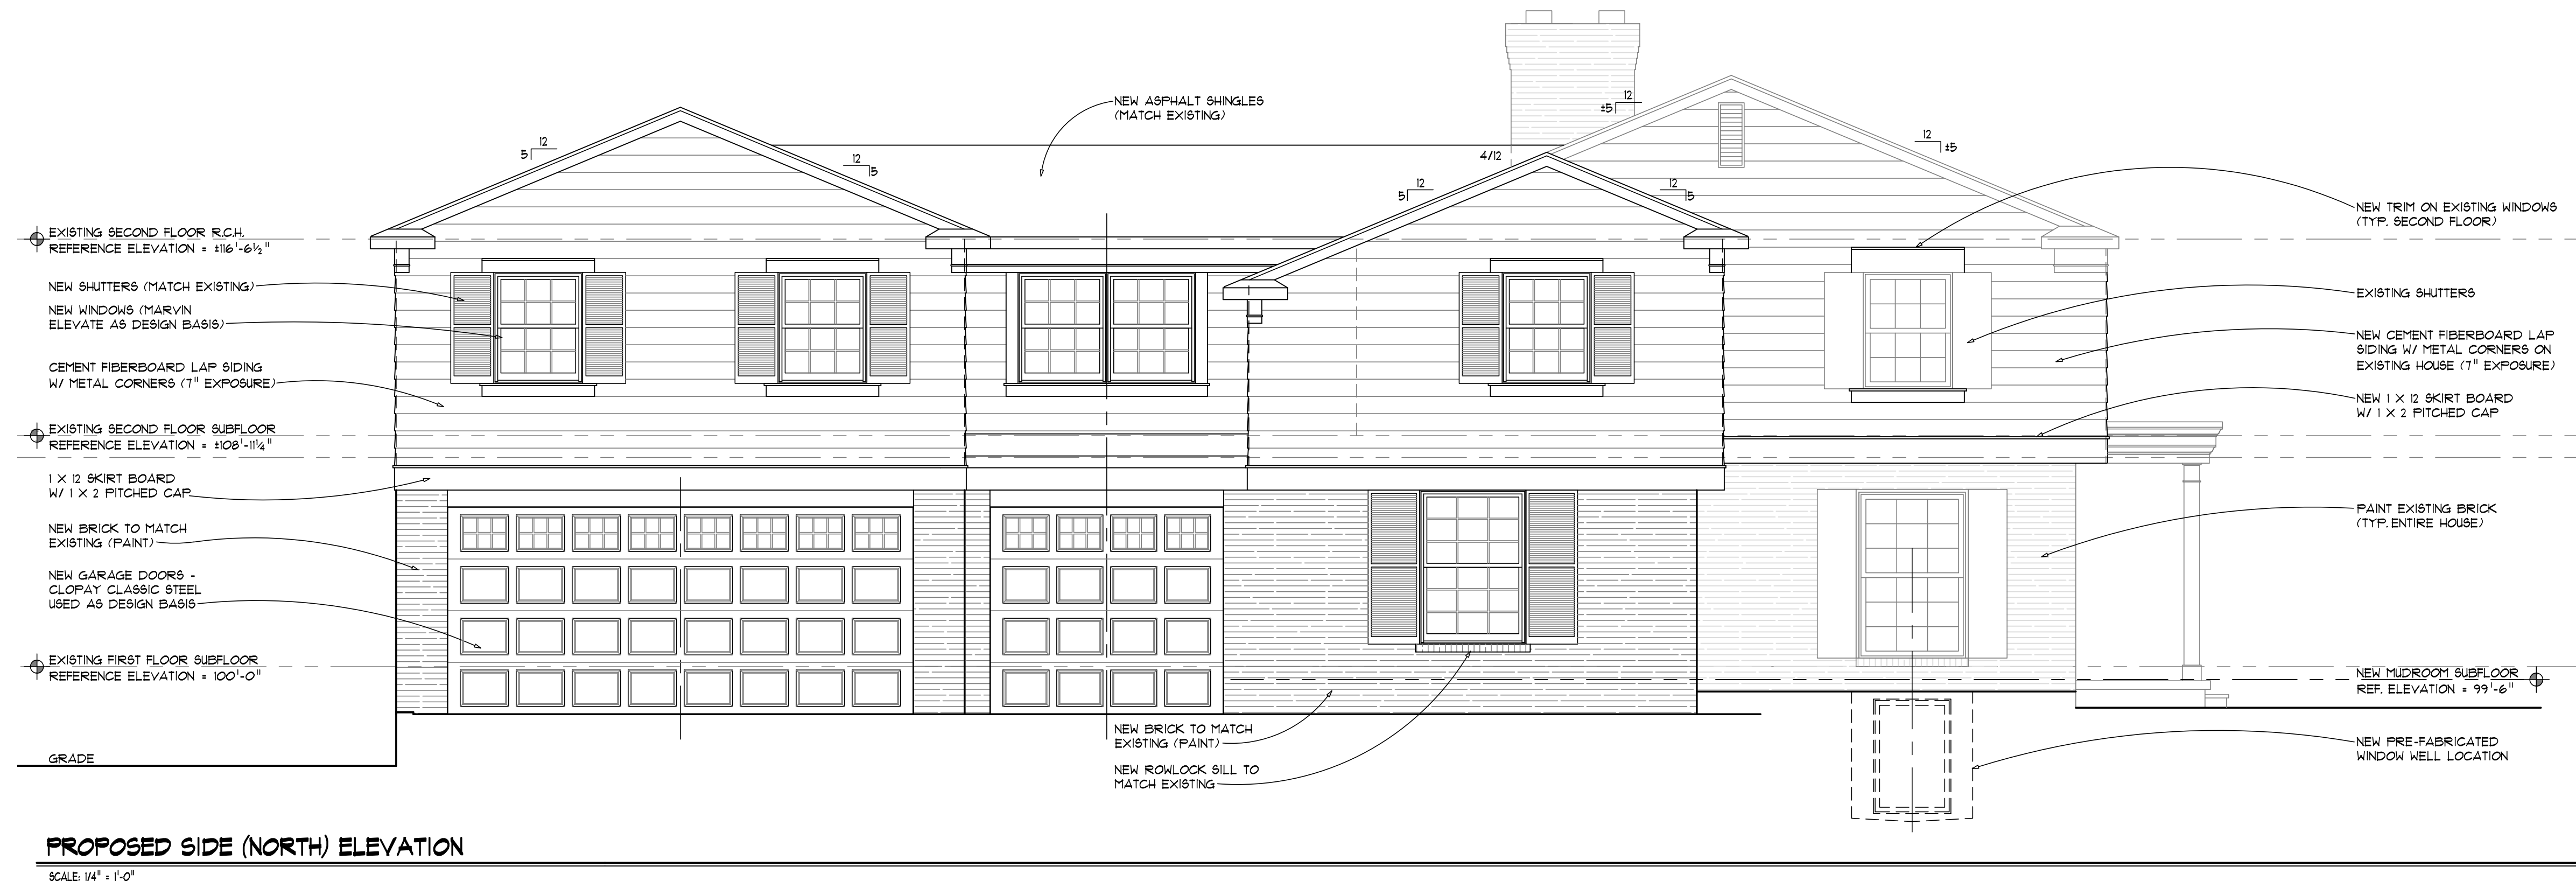 12
±5
NEW ASPHALT SHINGLES
(MATCH EXISTING)
12
5
12
5
4/12
12
±5
12
5
12
5
EXISTING SECOND FLOOR R.C.H.
REFERENCE ELEVATION = ±116'-6½"
NEW SHUTTERS (MATCH EXISTING)
NEW WINDOWS (MARVIN
ELEVATE AS DESIGN BASIS)
CEMENT FIBERBOARD LAP SIDING
W/ METAL CORNERS (7" EXPOSURE)
EXISTING SECOND FLOOR SUBFLOOR
REFERENCE ELEVATION = ±108'-11¼"
1 X 12 SKIRT BOARD
W/ 1 X 2 PITCHED CAP
NEW BRICK TO MATCH
EXISTING (PAINT)
NEW GARAGE DOORS -
CLOPAY CLASSIC STEEL
USED AS DESIGN BASIS
EXISTING FIRST FLOOR SUBFLOOR
REFERENCE ELEVATION = 100'-0"
GRADE
NEW BRICK TO MATCH
EXISTING (PAINT)
NEW ROWLOCK SILL TO
MATCH EXISTING
NEW TRIM ON EXISTING WINDOWS
(TYP. SECOND FLOOR)
EXISTING SHUTTERS
NEW CEMENT FIBERBOARD LAP
SIDING W/ METAL CORNERS ON
EXISTING HOUSE (7" EXPOSURE)
NEW 1 X 12 SKIRT BOARD
W/ 1 X 2 PITCHED CAP
PAINT EXISTING BRICK
(TYP. ENTIRE HOUSE)
NEW MUDROOM SUBFLOOR
REF. ELEVATION = 99'-6"
NEW PRE-FABRICATED
WINDOW WELL LOCATION
PROPOSED SIDE (NORTH) ELEVATION
SCALE: 1/4" = 1'-0"